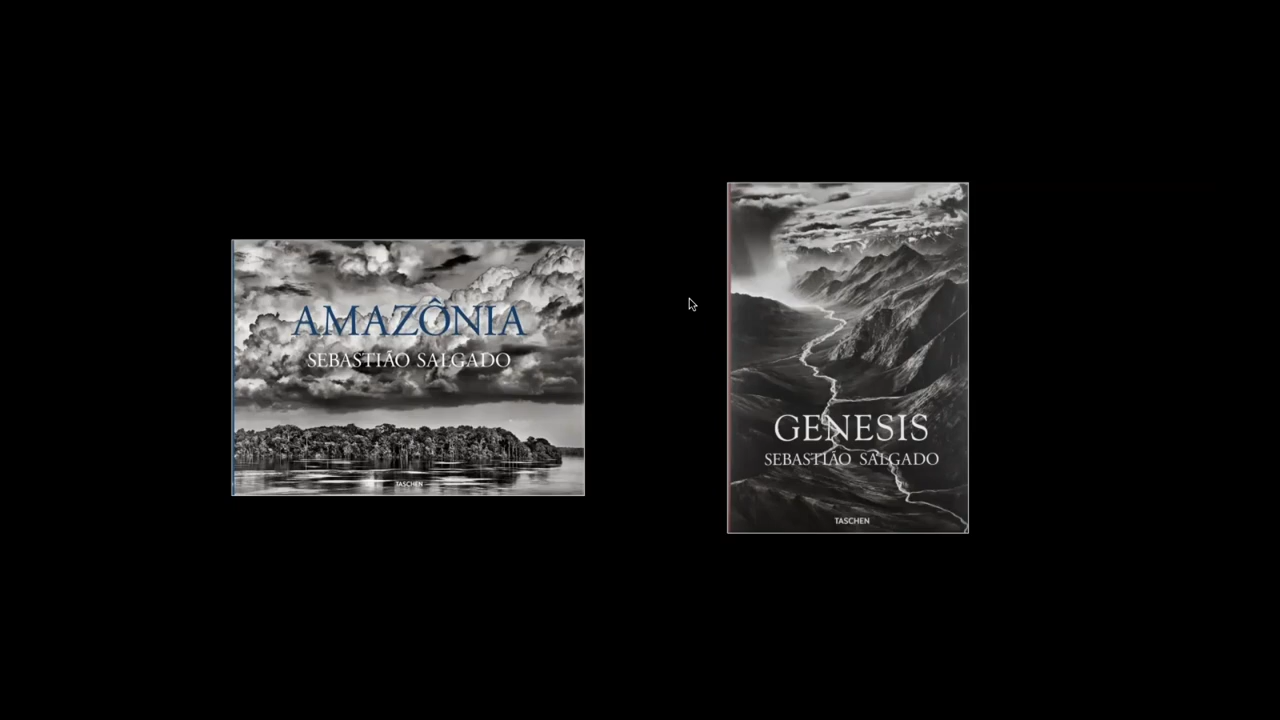 AMAZÔNIA
SEBASTIÃO SALGADO
TASCHEN
GENESIS
SEBASTIÃO SALGADO
TASCHEN